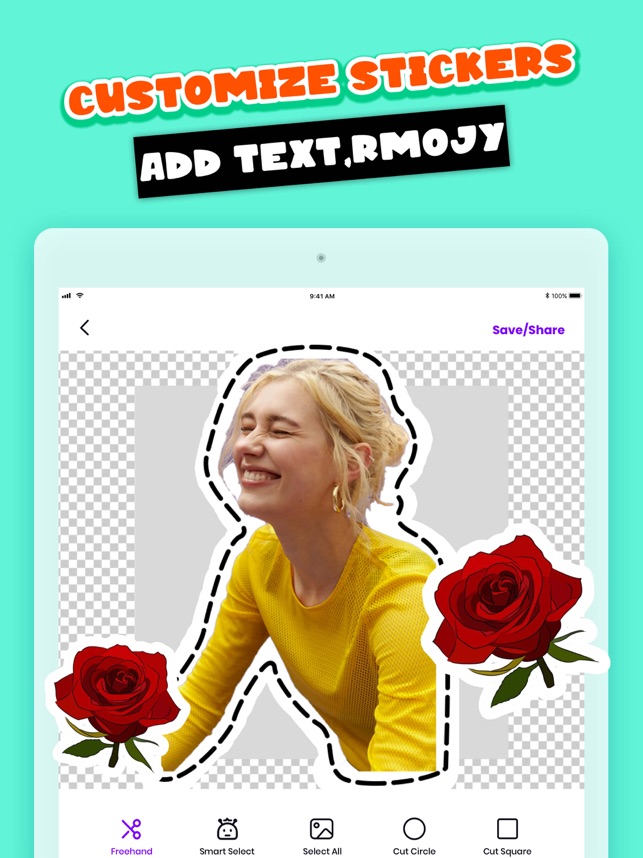 CUSTOMIZE STICKERS
ADD TEXT,RMOJY
9:41 AM
100%
Save/Share
Freehand
Smart Select
Select All
Cut Circle
Cut Square